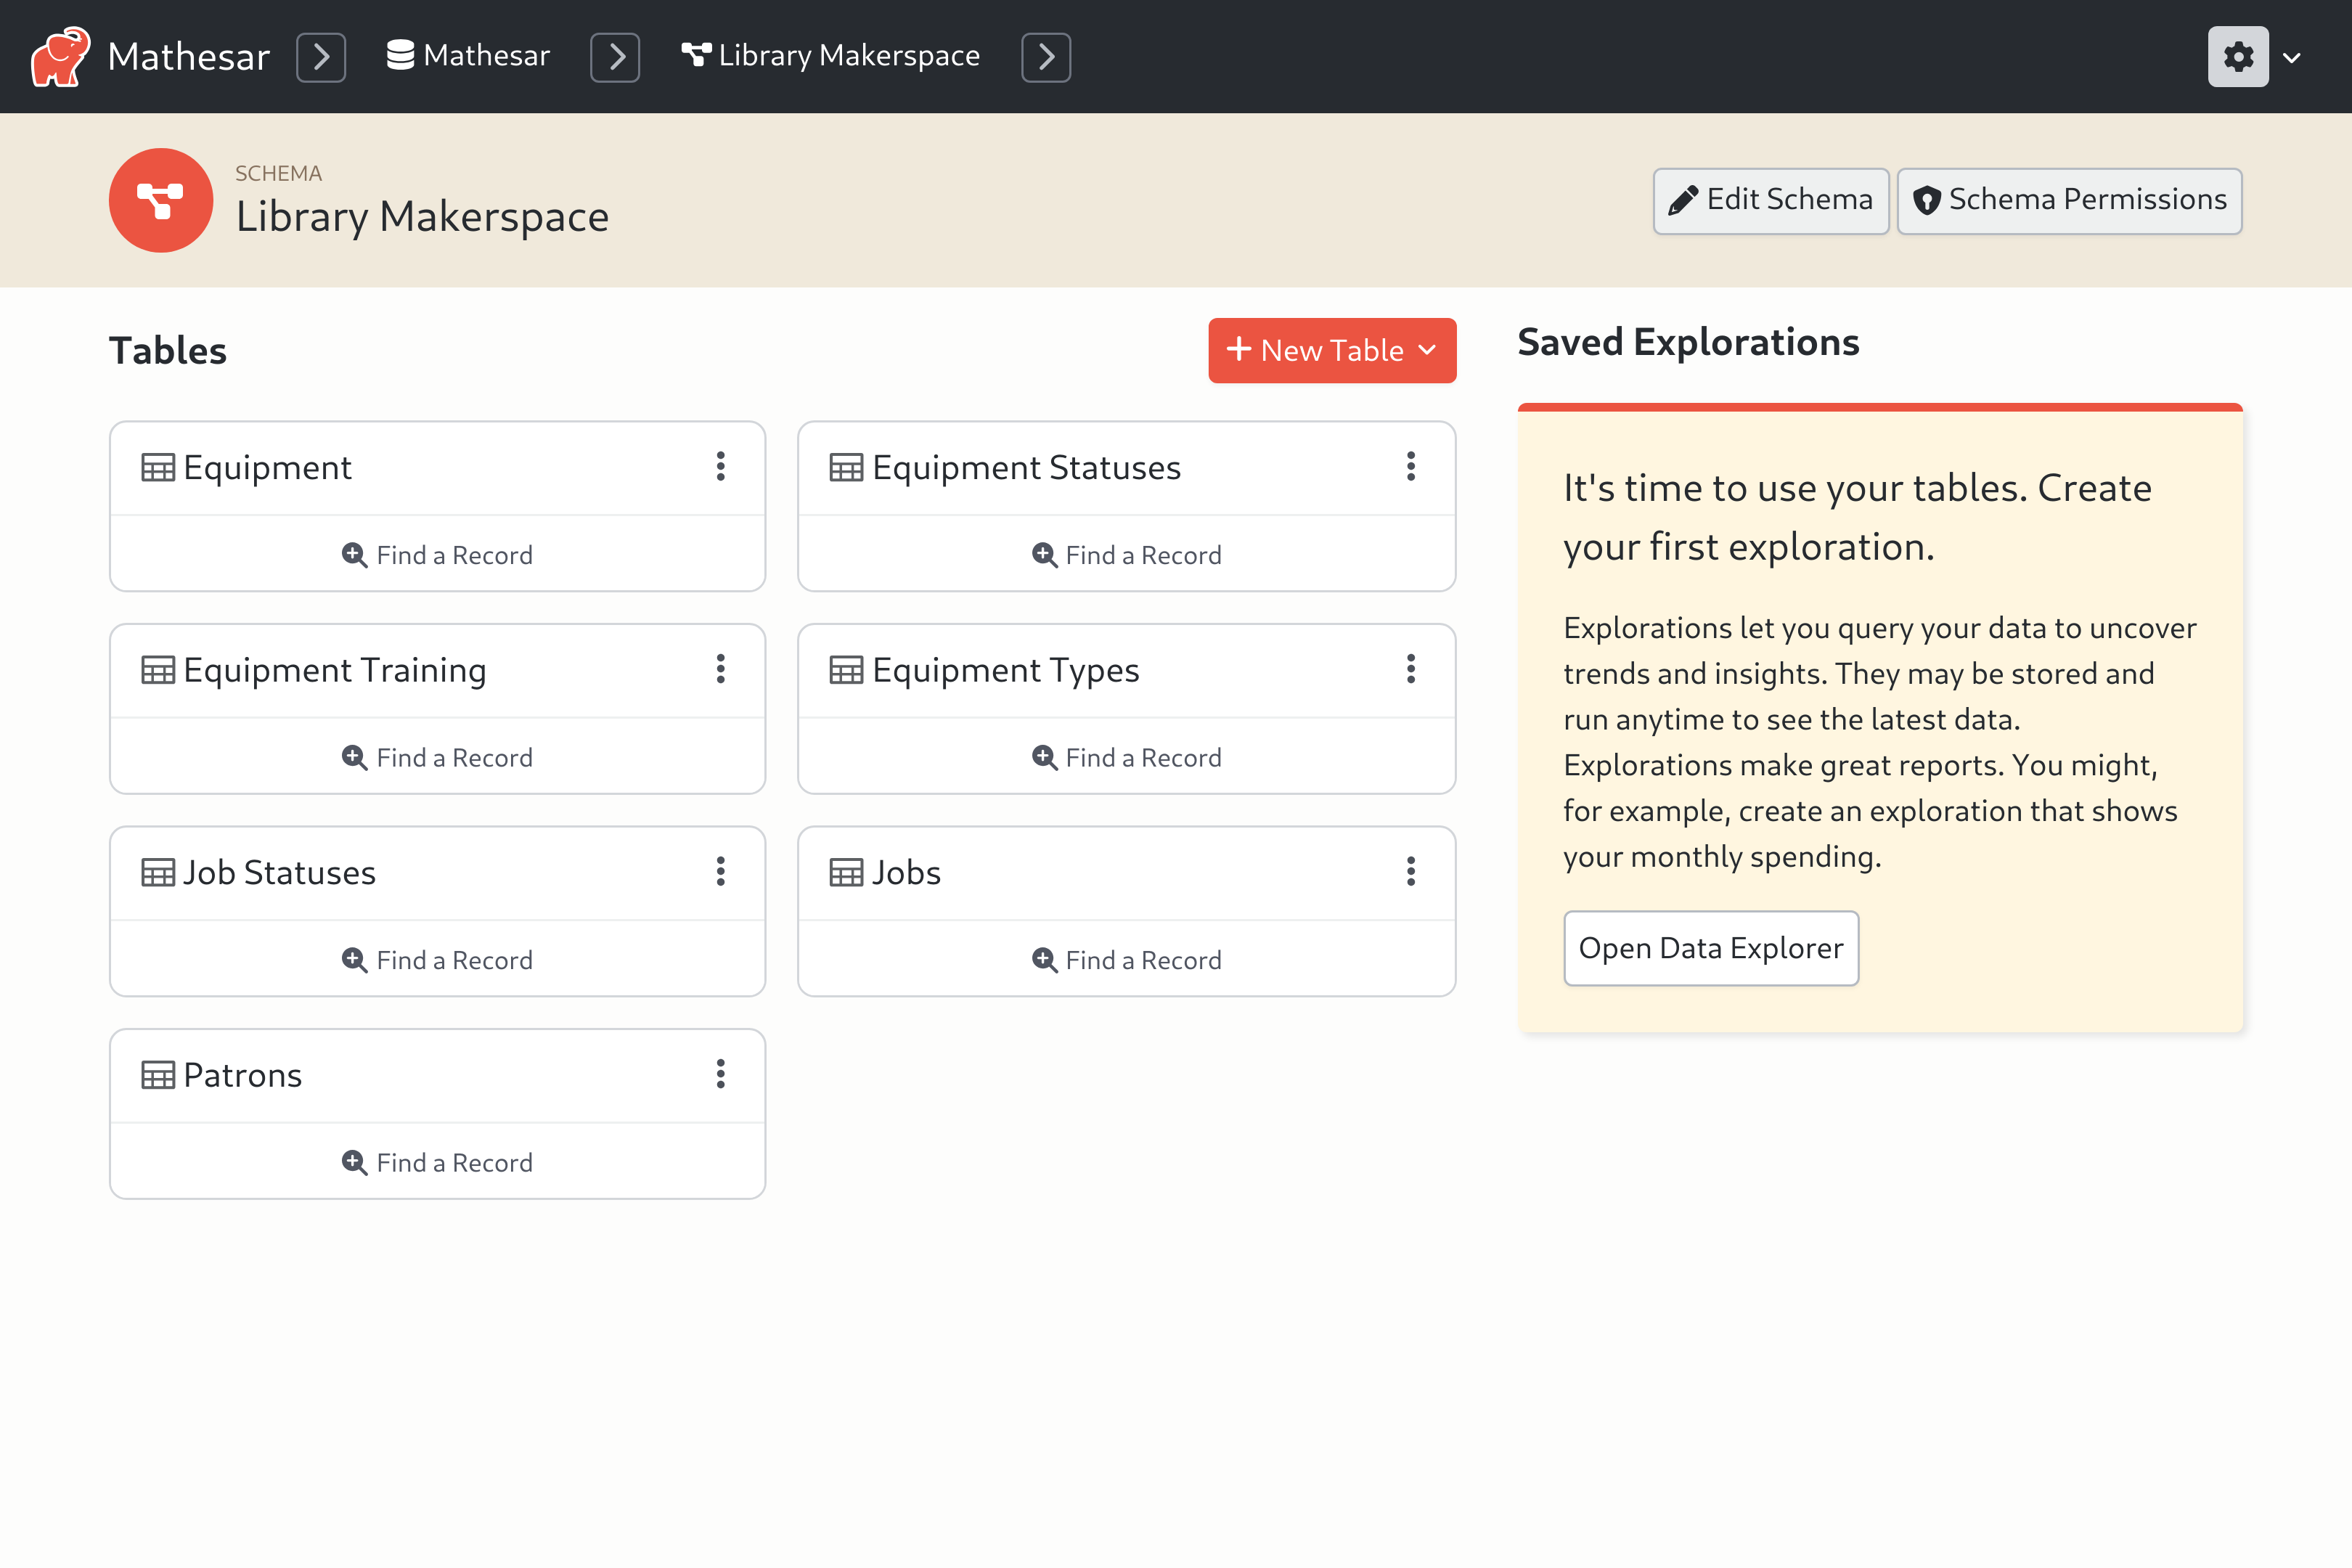 Mathesar Mathesar Library Makerspace
SCHEMA
Library Makerspace
Edit Schema Schema Permissions
Tables
New Table
Equipment
Find a Record
Equipment Statuses
Find a Record
Equipment Training
Find a Record
Equipment Types
Find a Record
Job Statuses
Find a Record
Jobs
Find a Record
Patrons
Find a Record
Saved Explorations
It's time to use your tables. Create
your first exploration.
Explorations let you query your data to uncover
trends and insights. They may be stored and
run anytime to see the latest data.
Explorations make great reports. You might,
for example, create an exploration that shows
your monthly spending.
Open Data Explorer